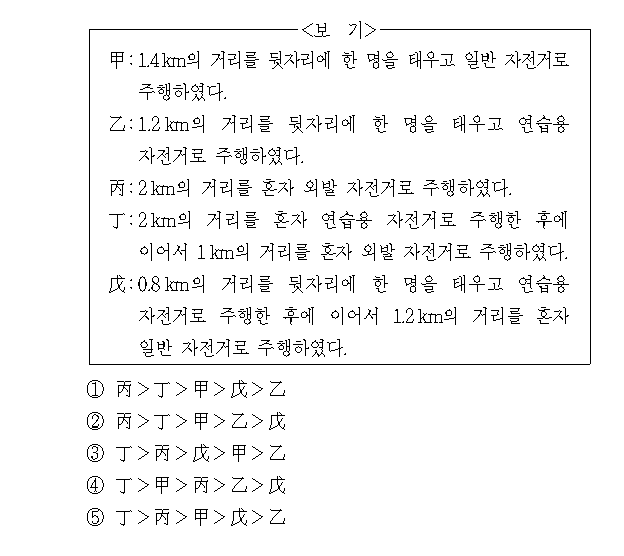 <보 기>
甲: 1.4km의 거리를 뒷자리에 한 명을 태우고 일반 자전거로
주행하였다.
乙: 1.2km의 거리를 뒷자리에 한 명을 태우고 연습용
자전거로 주행하였다.
丙: 2km의 거리를 혼자 외발 자전거로 주행하였다.
丁: 2km의 거리를 혼자 연습용 자전거로 주행한 후에
이어서 1km의 거리를 혼자 외발 자전거로 주행하였다.
戊: 0.8km의 거리를 뒷자리에 한 명을 태우고 연습용
자전거로 주행한 후에 이어서 1.2km의 거리를 혼자
일반 자전거로 주행하였다.
① 丙>丁>甲>戊>乙
② 丙>丁>甲>乙>戊
③ 丁>丙>戊>甲>乙
④ 丁>甲>丙>乙>戊
⑤ 丁>丙>甲>戊>乙